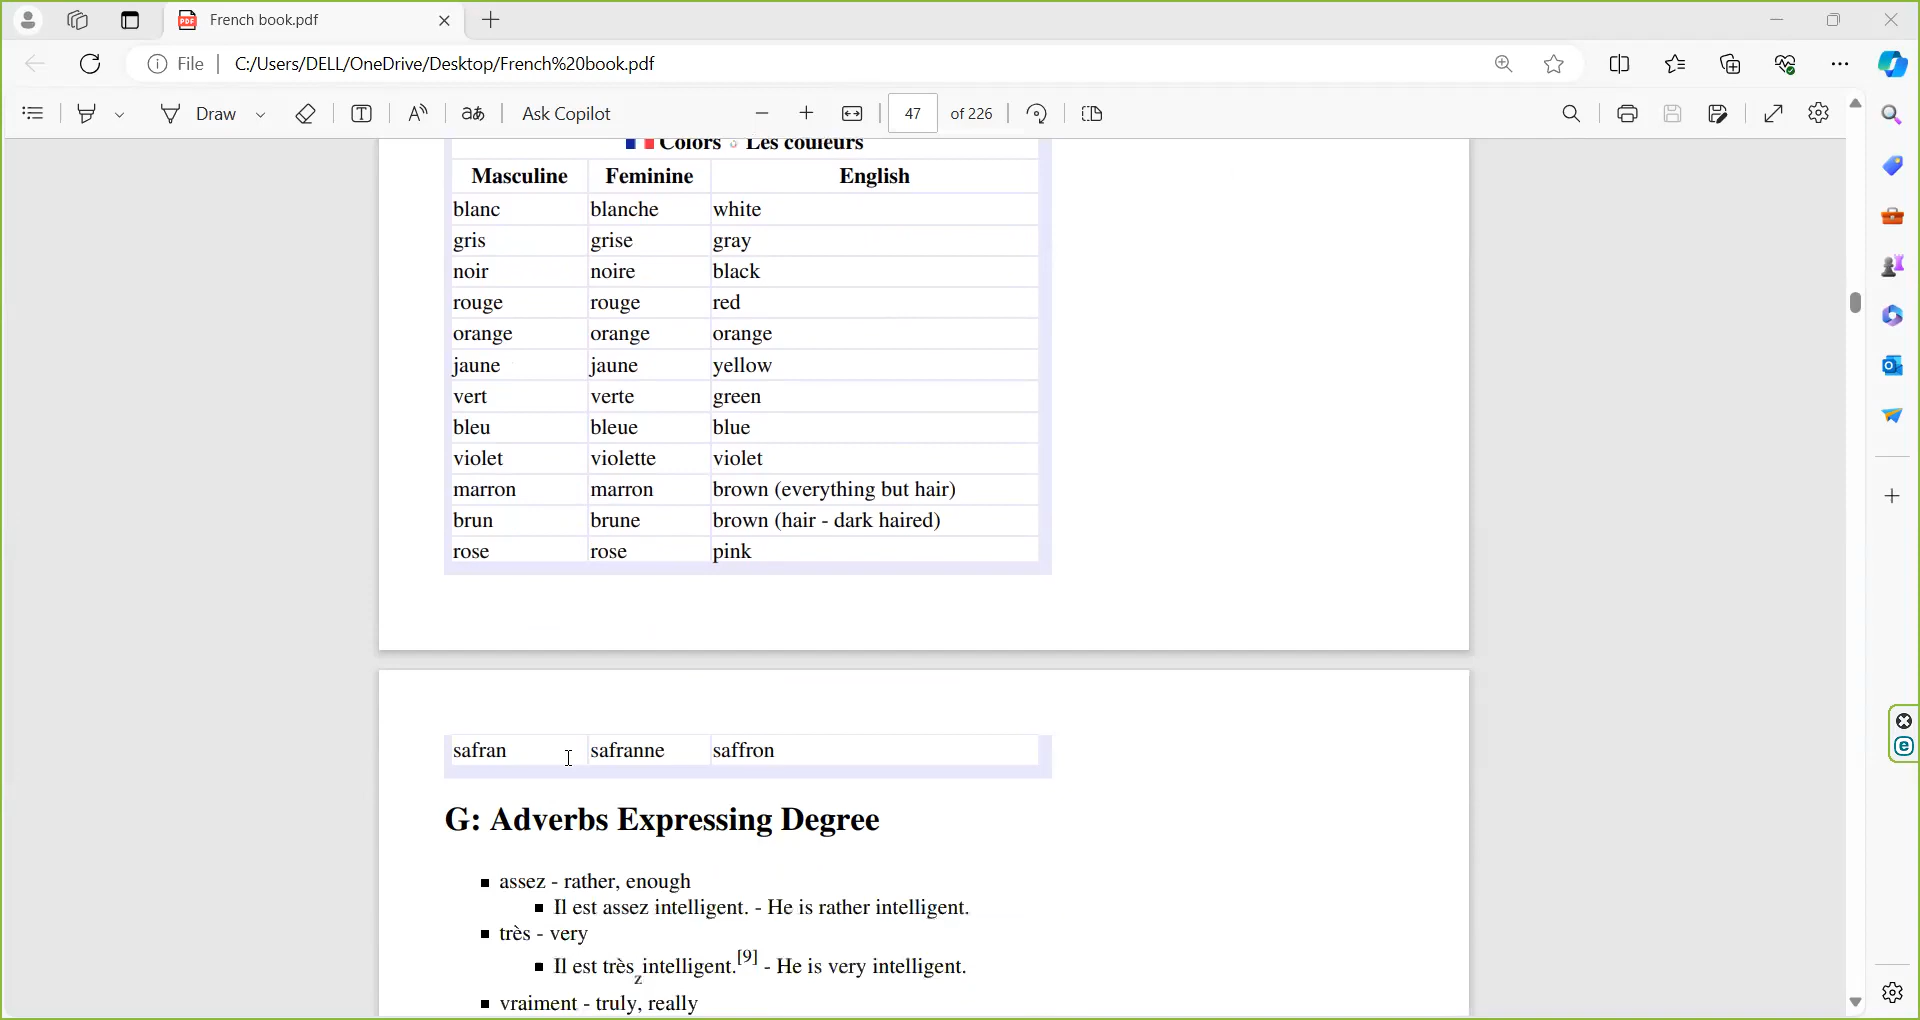 French book.pdf
File C:/Users/DELL/OneDrive/Desktop/French%20book.pdf
Draw A aあ Ask Copilot 47 of 226
Colors Les couleurs
Masculine Feminine English
blanc blanche white
gris grise gray
noir noire black
rouge rouge red
orange orange orange
jaune jaune yellow
vert verte green
bleu bleue blue
violet violette violet
marron marron brown (everything but hair)
brun brune brown (hair - dark haired)
rose rose pink
safran safranne saffron
G: Adverbs Expressing Degree
assez - rather, enough
Il est assez intelligent. - He is rather intelligent.
très - very
Il est très z intelligent.[9] - He is very intelligent.
vraiment - truly, really